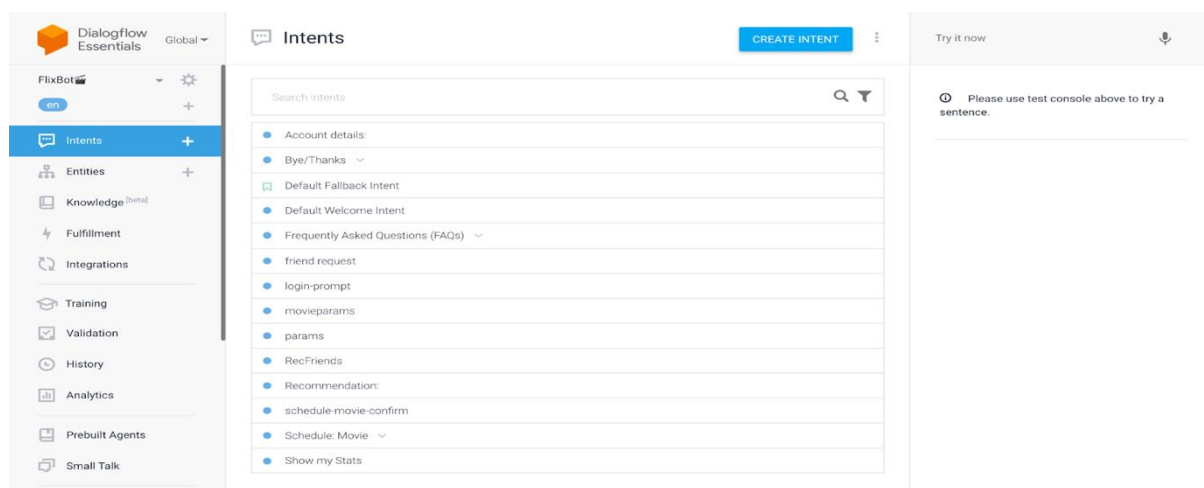 Dialogflow
Essentials
Global
FlixBot🎬
en
Intents
Entities
Knowledge [beta]
Fulfillment
Integrations
Training
Validation
History
Analytics
Prebuilt Agents
Small Talk
Intents
CREATE INTENT
Search intents
Account details:
Bye/Thanks
Default Fallback Intent
Default Welcome Intent
Frequently Asked Questions (FAQs)
friend request
login-prompt
movieparams
params
RecFriends
Recommendation:
schedule-movie-confirm
Schedule: Movie
Show my Stats
Try it now
Please use test console above to try a
sentence.